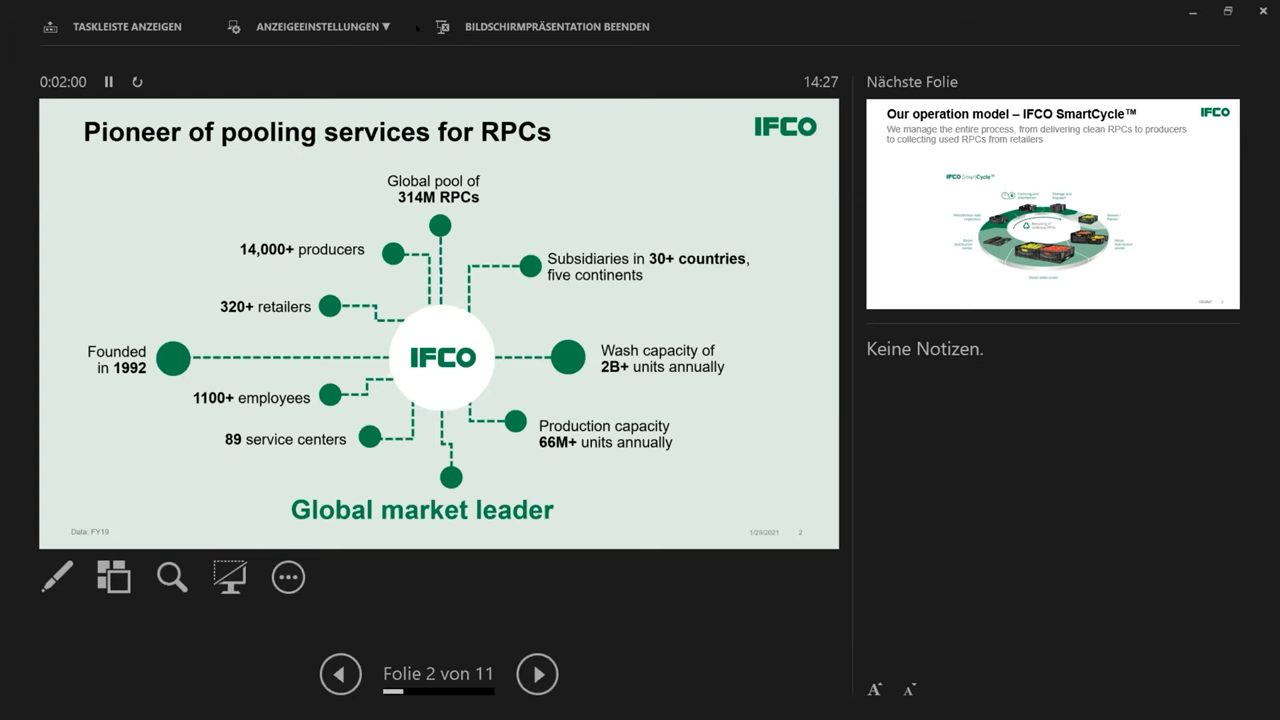 TASKLEISTE ANZEIGEN
ANZEIGEEINSTELLUNGEN ▼
BILDSCHIRMPRÄSENTATION BEENDEN
0:02:00
14:27
Pioneer of pooling services for RPCs
IFCO
Global pool of
314M RPCs
14,000+ producers
Subsidiaries in 30+ countries,
five continents
320+ retailers
Founded
in 1992
IFCO
Wash capacity of
2B+ units annually
1100+ employees
Production capacity
66M+ units annually
89 service centers
Global market leader
Data: FY19
1/25/2021
2
Folie 2 von 11
Nächste Folie
Our operation model – IFCO SmartCycle™
IFCO
We manage the entire process, from delivering clean RPCs to producers
to collecting used RPCs from retailers
IFCO SmartCycle™
Keine Notizen.
A
A